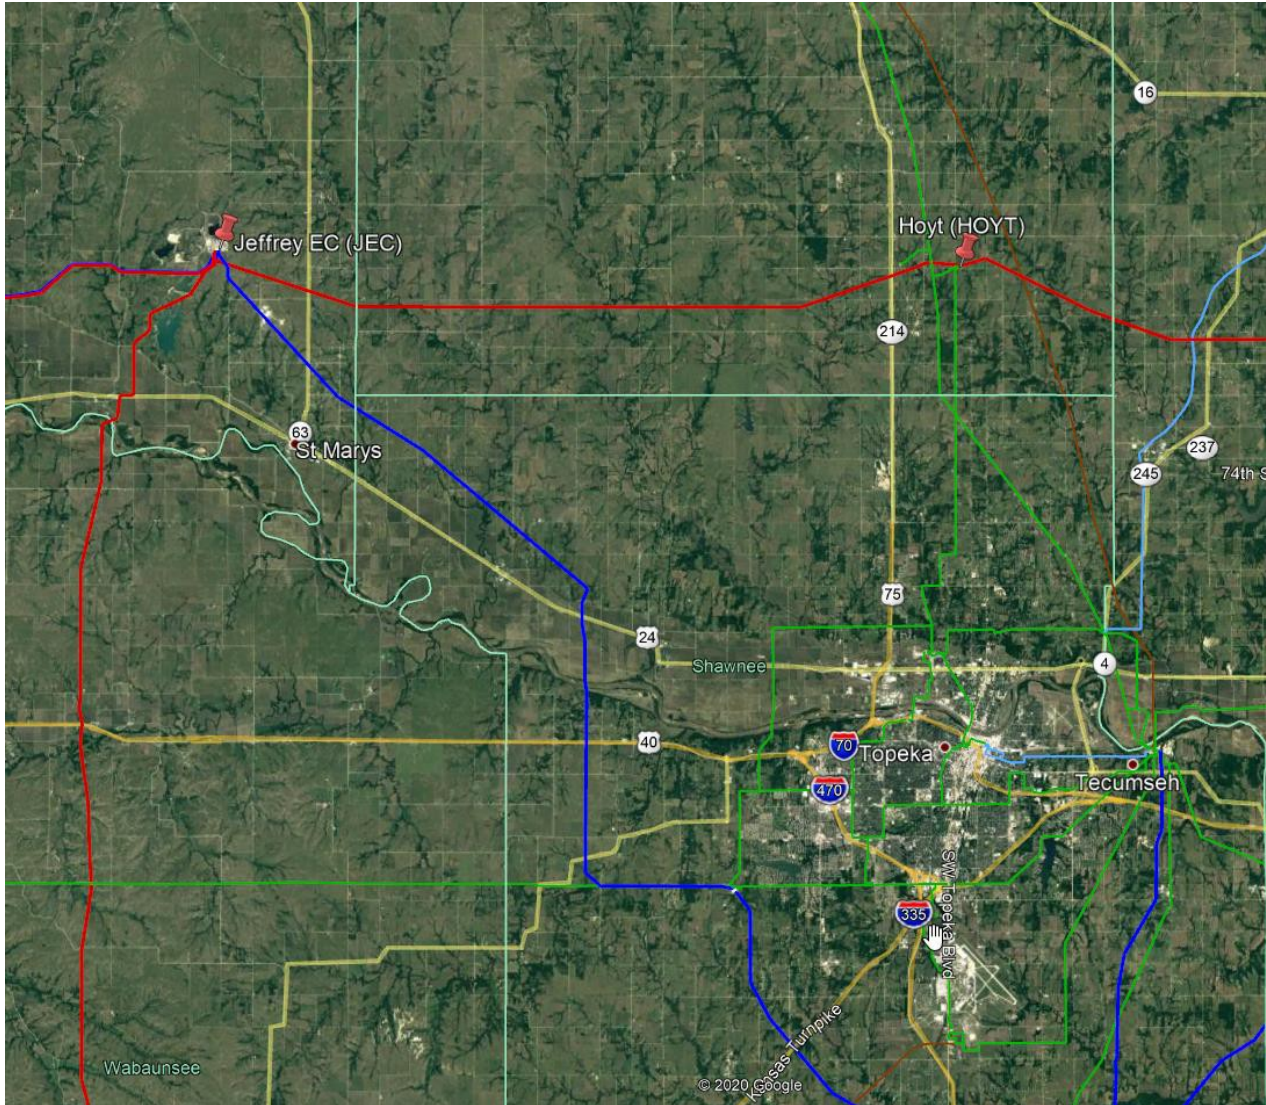 16
Hoyt (HOYT)
Jeffrey EC (JEC)
214
63
St Marys
237
245
74th S
75
24
Shawnee
4
40
70
Topeka
Tecumseh
470
SW Topeka Blvd
335
Kansas Turnpike
Wabaunsee
© 2020 Google